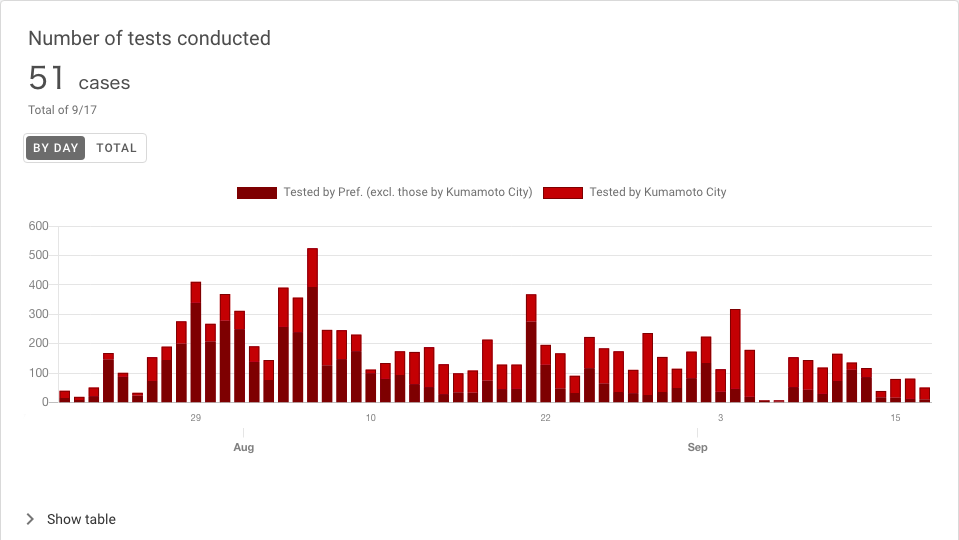 Number of tests conducted
51 cases
Total of 9/17
BY DAY TOTAL
Tested by Pref. (excl. those by Kumamoto City) Tested by Kumamoto City
600
500
400
300
200
100
0
29 10 22 3 15
Aug Sep
Show table